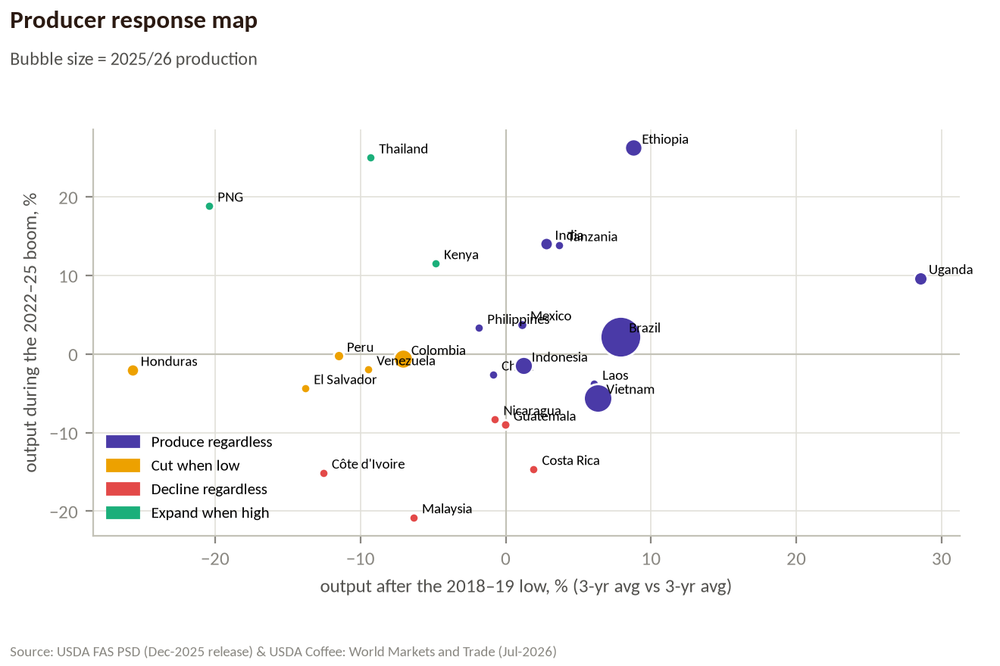 Producer response map
Bubble size = 2025/26 production
Thailand
Ethiopia
PNG
India
Tanzania
Kenya
Uganda
Philippines
Mexico
Brazil
Peru
Colombia
Honduras
Venezuela
Indonesia
El Salvador
Laos
Vietnam
Nicaragua
Guatemala
Costa Rica
Côte d'Ivoire
Malaysia
20
10
0
−10
−20
output during the 2022–25 boom, %
Produce regardless
Cut when low
Decline regardless
Expand when high
−20
−10
0
10
20
30
output after the 2018–19 low, % (3-yr avg vs 3-yr avg)
Source: USDA FAS PSD (Dec-2025 release) & USDA Coffee: World Markets and Trade (Jul-2026)